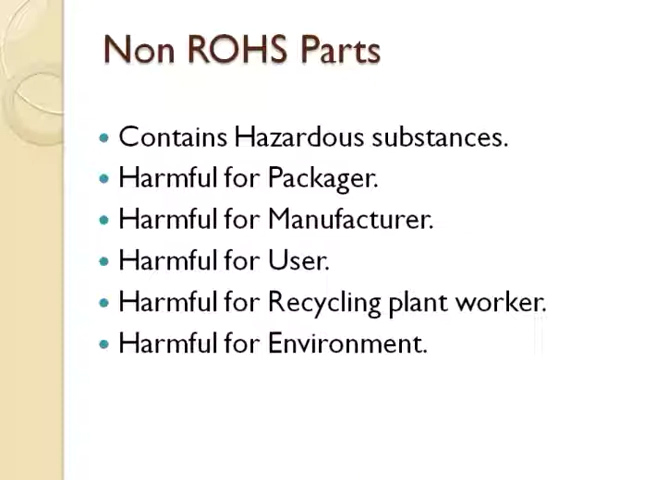 Non ROHS Parts
• Contains Hazardous substances.
• Harmful for Packager.
• Harmful for Manufacturer.
• Harmful for User.
• Harmful for Recycling plant worker.
• Harmful for Environment.